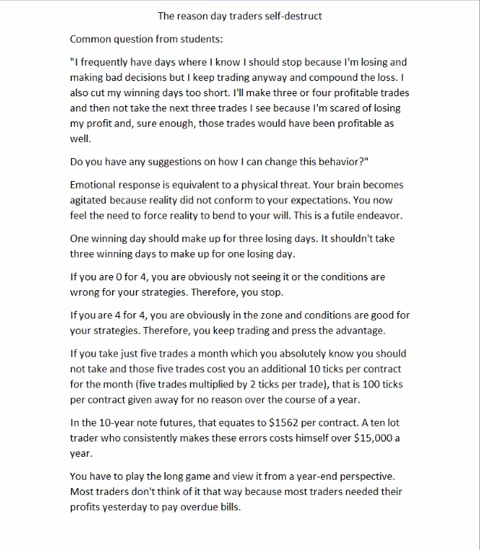 The reason day traders self-destruct
Common question from students:
"I frequently have days where I know I should stop because I'm losing and
making bad decisions but I keep trading anyway and compound the loss. I
also cut my winning days too short. I'll make three or four profitable trades
and then not take the next three trades I see because I'm scared of losing
my profit and, sure enough, those trades would have been profitable as
well.
Do you have any suggestions on how I can change this behavior?"
Emotional response is equivalent to a physical threat. Your brain becomes
agitated because reality did not conform to your expectations. You now
feel the need to force reality to bend to your will. This is a futile endeavor.
One winning day should make up for three losing days. It shouldn't take
three winning days to make up for one losing day.
If you are 0 for 4, you are obviously not seeing it or the conditions are
wrong for your strategies. Therefore, you stop.
If you are 4 for 4, you are obviously in the zone and conditions are good for
your strategies. Therefore, you keep trading and press the advantage.
If you take just five trades a month which you absolutely know you should
not take and those five trades cost you an additional 10 ticks per contract
for the month (five trades multiplied by 2 ticks per trade), that is 100 ticks
per contract given away for no reason over the course of a year.
In the 10-year note futures, that equates to $1562 per contract. A ten lot
trader who consistently makes these errors costs himself over $15,000 a
year.
You have to play the long game and view it from a year-end perspective.
Most traders don't think of it that way because most traders needed their
profits yesterday to pay overdue bills.